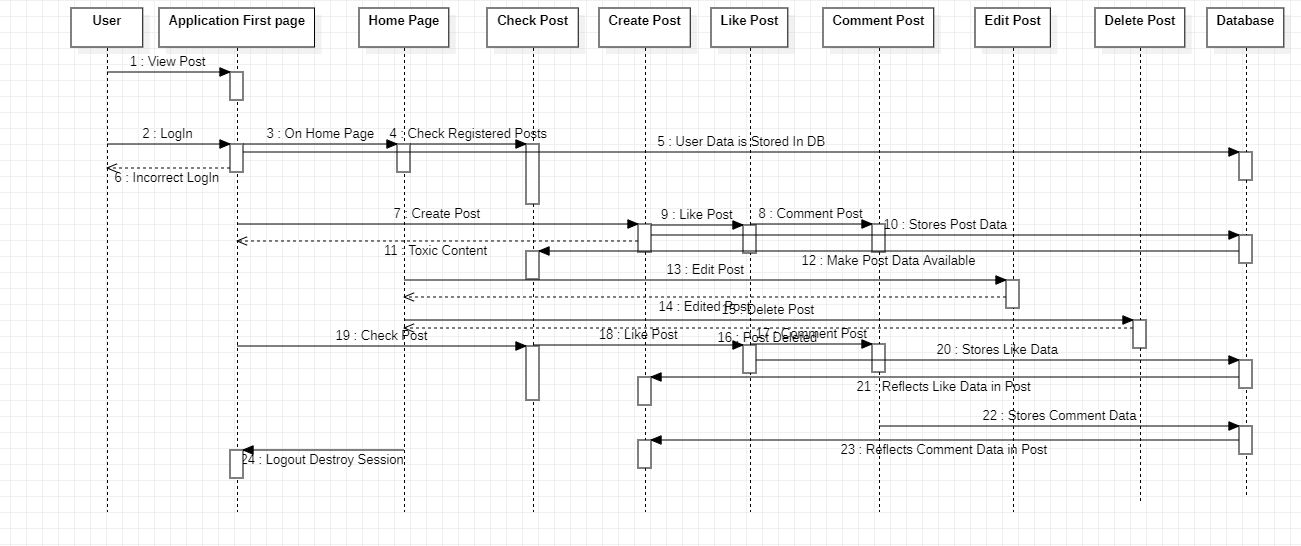 User
Application First page
Home Page
Check Post
Create Post
Like Post
Comment Post
Edit Post
Delete Post
Database
1 : View Post
2 : LogIn
3 : On Home Page
4 : Check Registered Posts
5 : User Data is Stored In DB
6 : Incorrect LogIn
7 : Create Post
9 : Like Post
8 : Comment Post
10 : Stores Post Data
11 : Toxic Content
12 : Make Post Data Available
13 : Edit Post
14 : Edited Post
15 : Delete Post
19 : Check Post
18 : Like Post
16 : Post Deleted
17 : Comment Post
20 : Stores Like Data
21 : Reflects Like Data in Post
22 : Stores Comment Data
23 : Reflects Comment Data in Post
24 : Logout Destroy Session